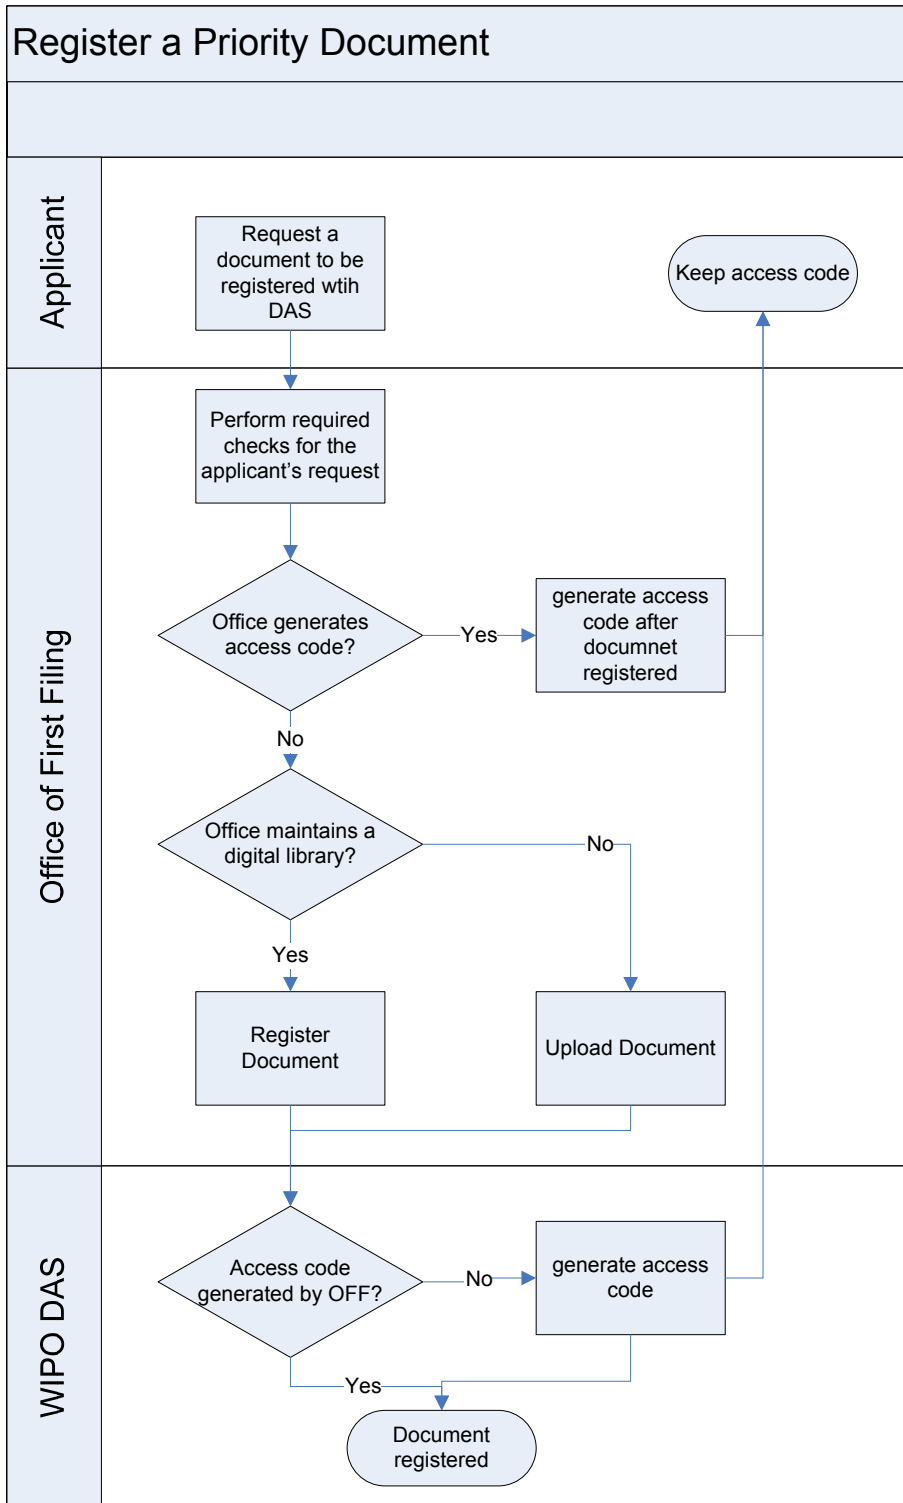 Register a Priority Document
Applicant
Request a
document to be
registered wtih
DAS
Keep access code
Office of First Filing
Perform required
checks for the
applicant's request
Office generates
access code?
Yes
generate access
code after
documnet
registered
No
Office maintains a
digital library?
No
Yes
Register
Document
Upload Document
WIPO DAS
Access code
generated by OFF?
No
generate access
code
Yes
Document
registered